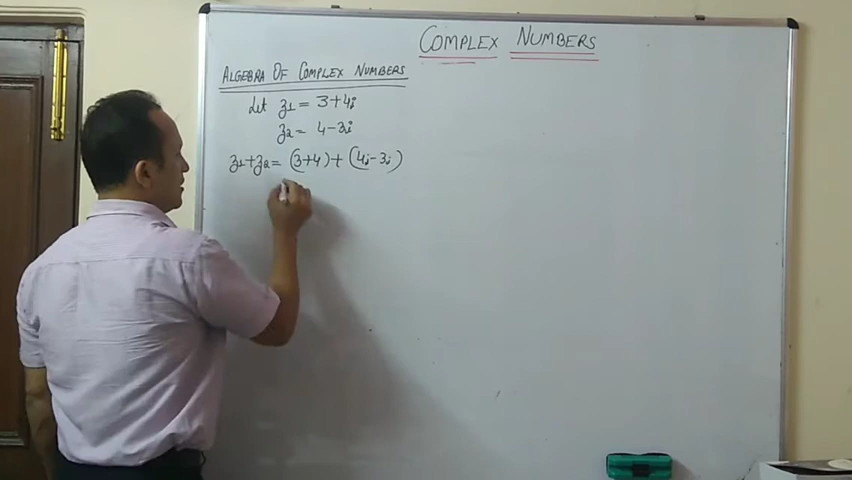 COMPLEX NUMBERS
ALGEBRA OF COMPLEX NUMBERS
Let z1 = 3+4i
z2 = 4-3i
z1+z2= (3+4)+(4i-3i)